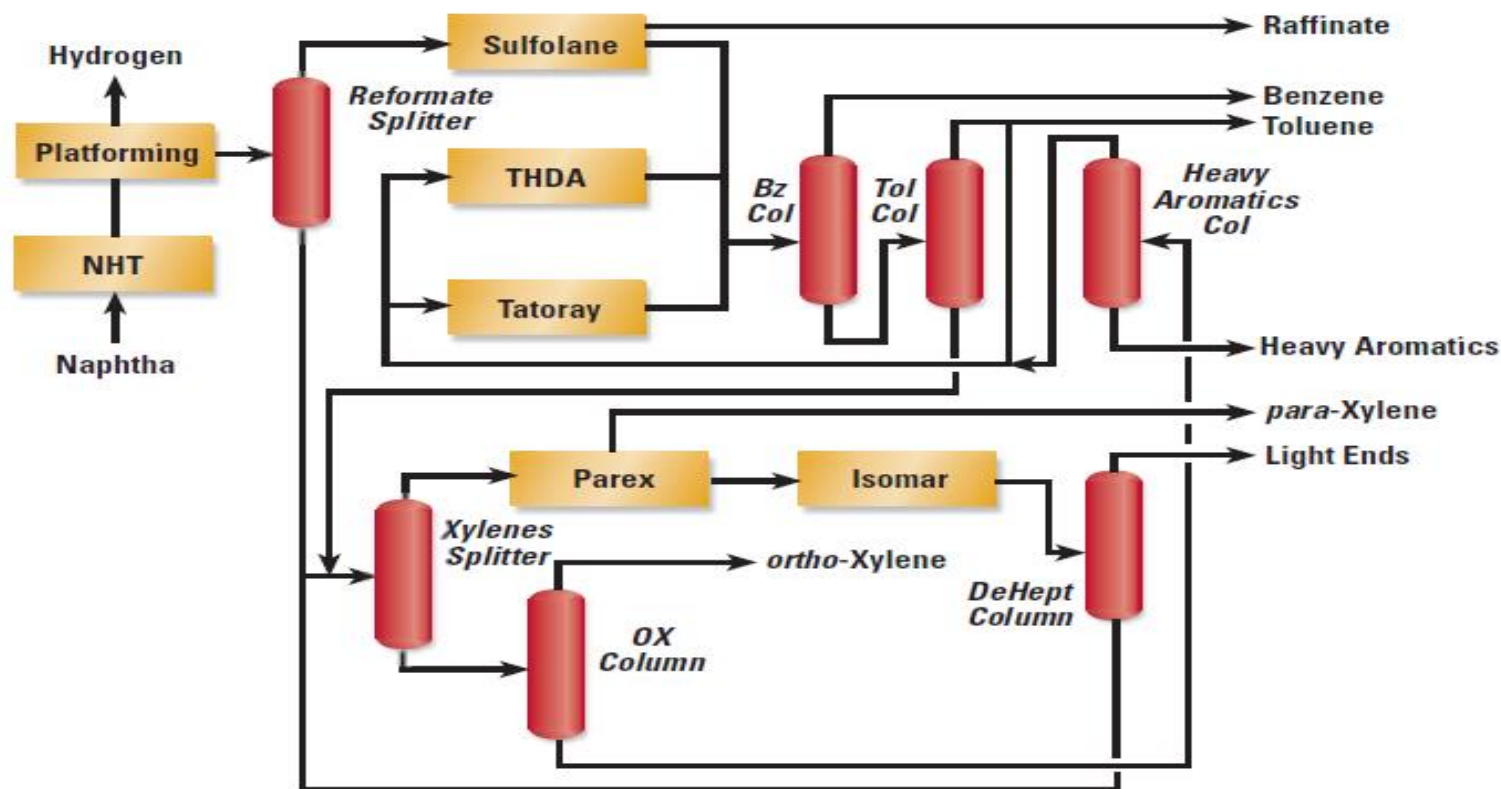 Sulfolane
Raffinate
Hydrogen
Reformate
Splitter
Benzene
Toluene
Platforming
THDA
Bz
Col
Tol
Col
Heavy
Aromatics
Col
NHT
Tatoray
Naphtha
Heavy Aromatics
para-Xylene
Light Ends
Parex
Isomar
Xylenes
Splitter
ortho-Xylene
DeHept
Column
OX
Column